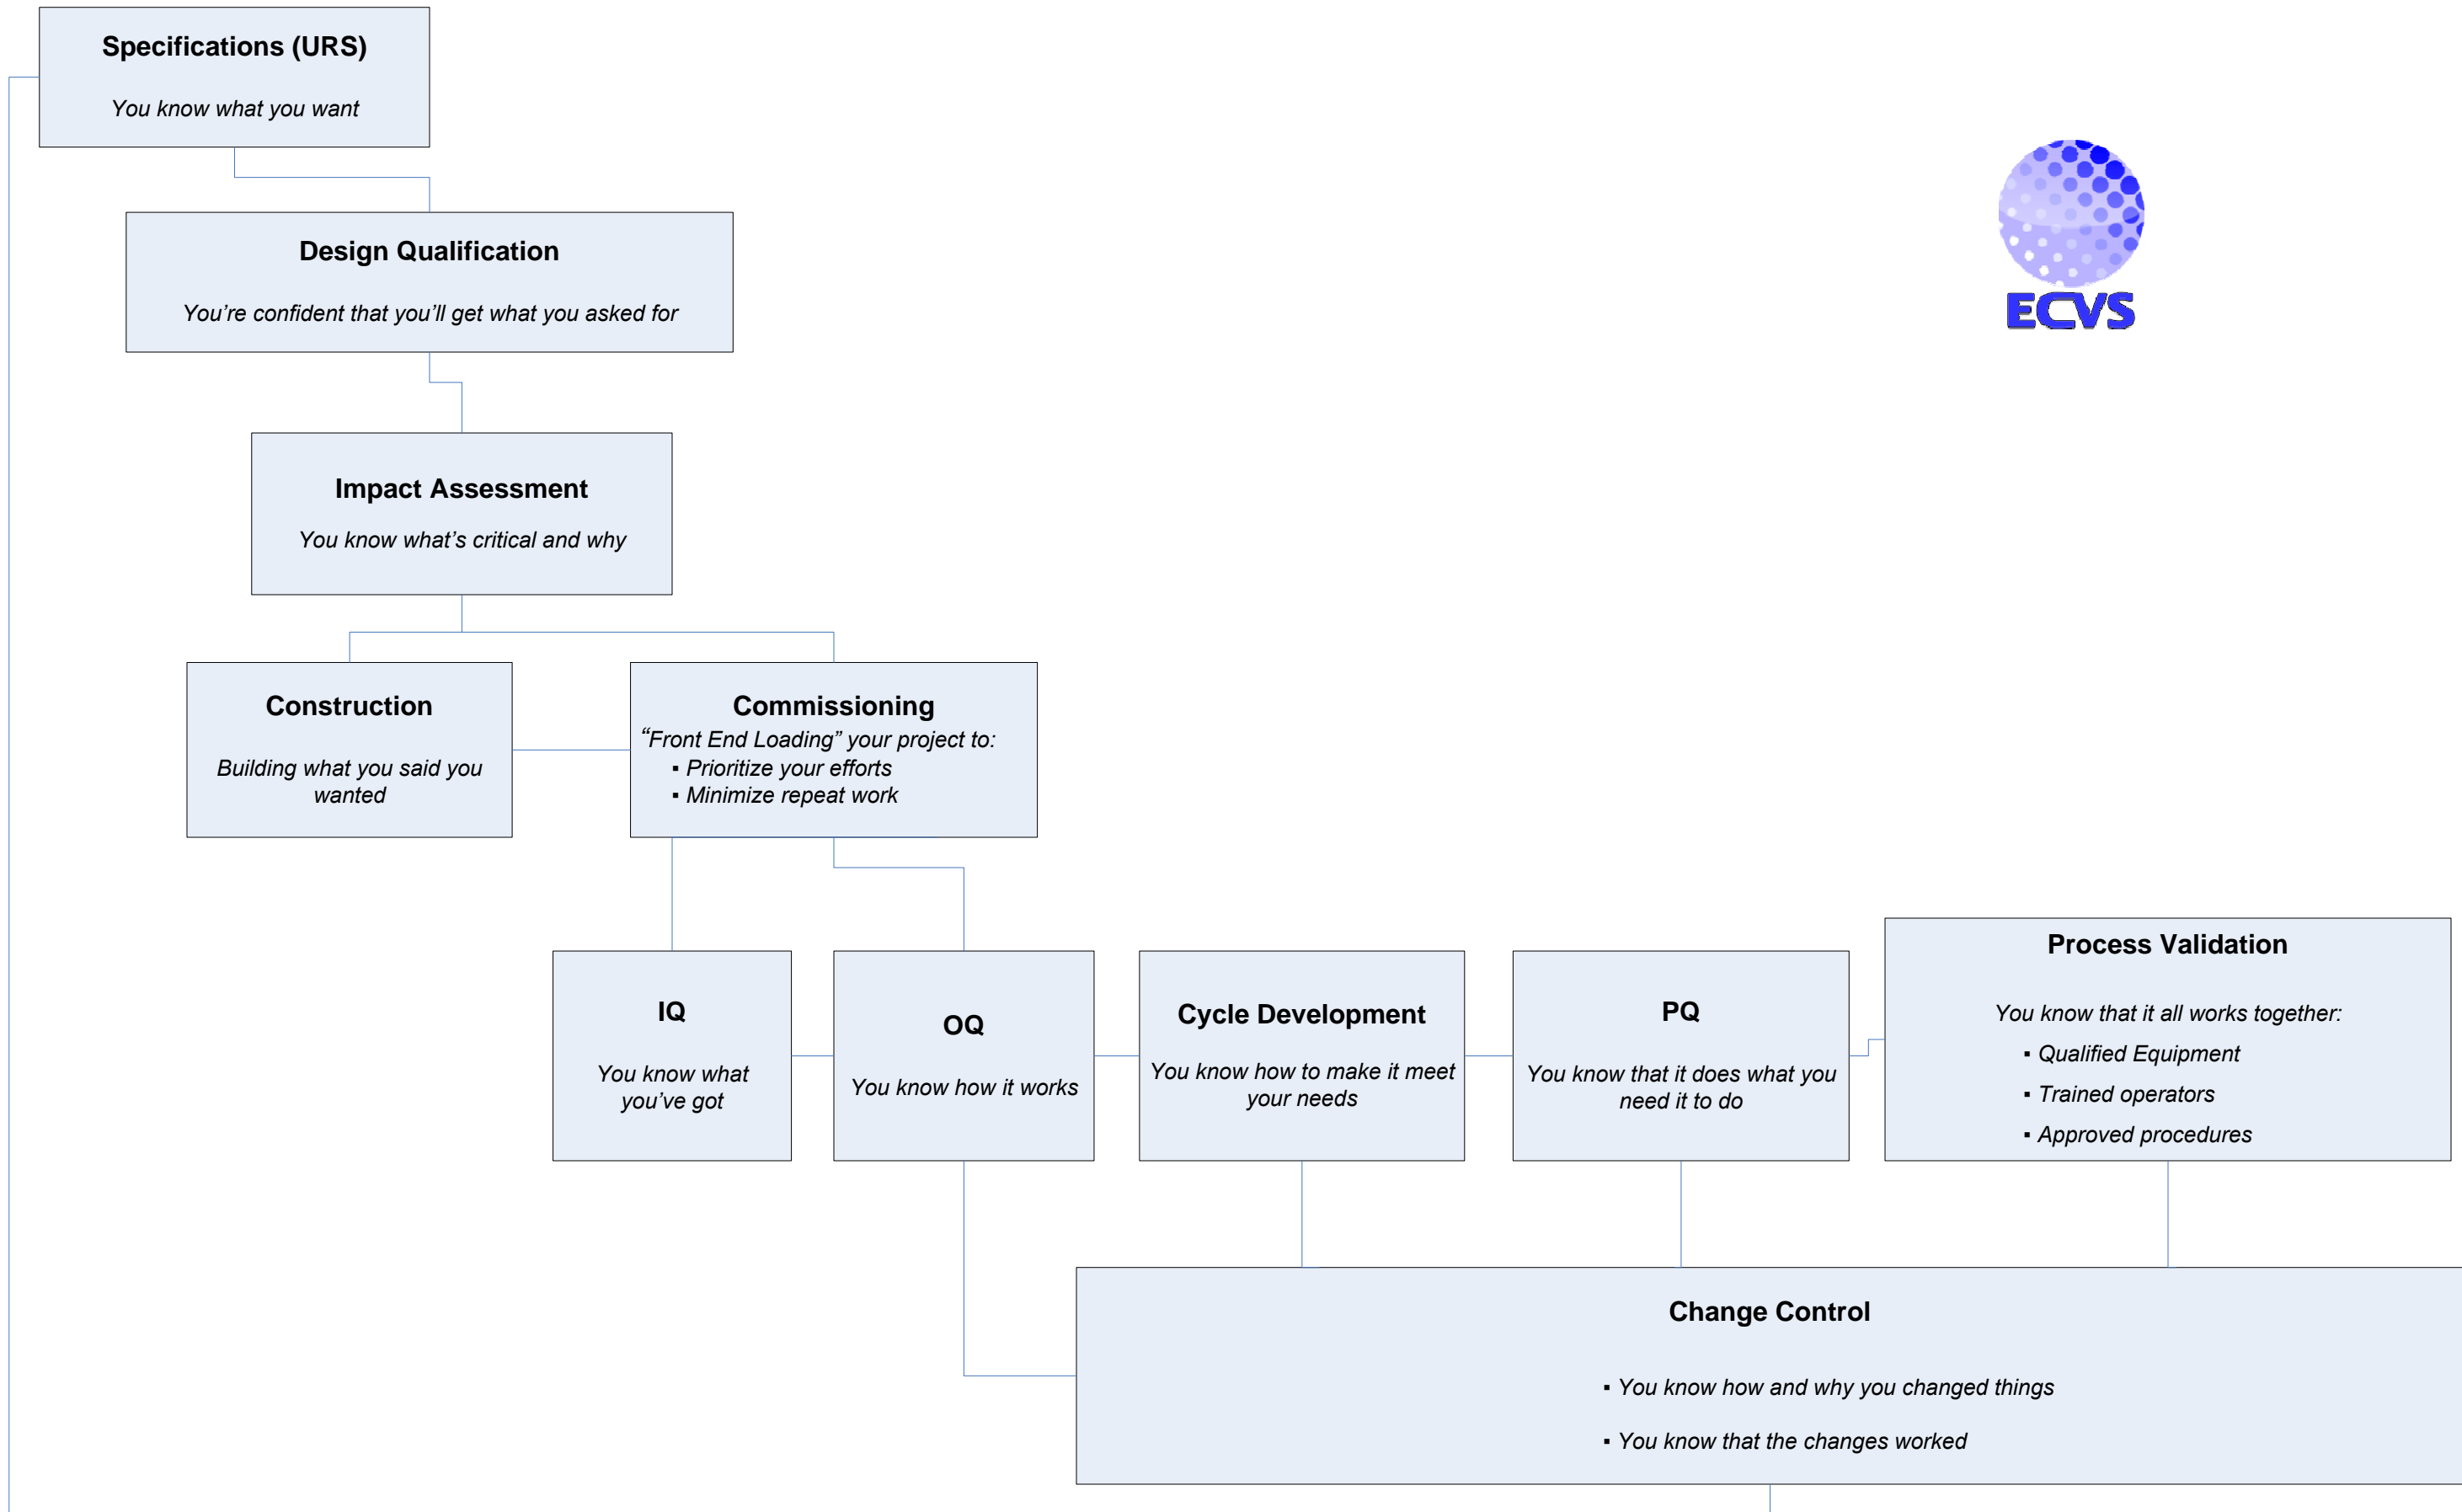 Specifications (URS)
You know what you want
ECVS
Design Qualification
You’re confident that you’ll get what you asked for
Impact Assessment
You know what’s critical and why
Construction
Building what you said you
wanted
Commissioning
“Front End Loading” your project to:
▪ Prioritize your efforts
▪ Minimize repeat work
IQ
You know what
you’ve got
OQ
You know how it works
Cycle Development
You know how to make it meet
your needs
PQ
You know that it does what you
need it to do
Process Validation
You know that it all works together:
▪ Qualified Equipment
▪ Trained operators
▪ Approved procedures
Change Control
▪ You know how and why you changed things
▪ You know that the changes worked